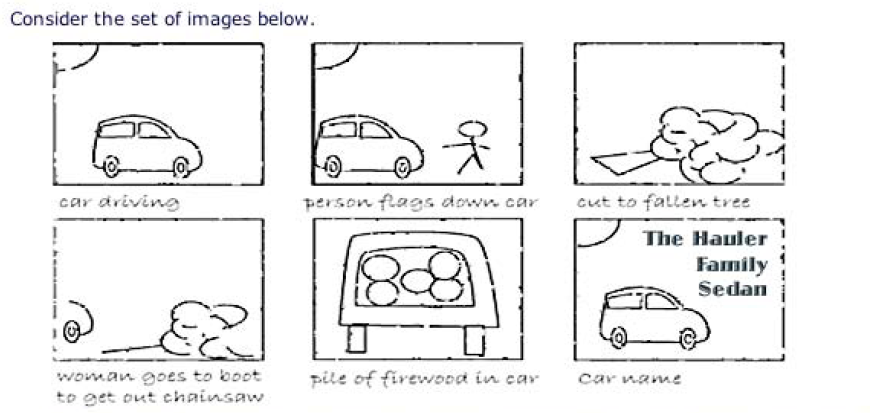 Consider the set of images below.
car driving
person flags down car
cut to fallen tree
The Hauler
Family
Sedan
woman goes to boot
to get out chainsaw
pile of firewood in car
Car name